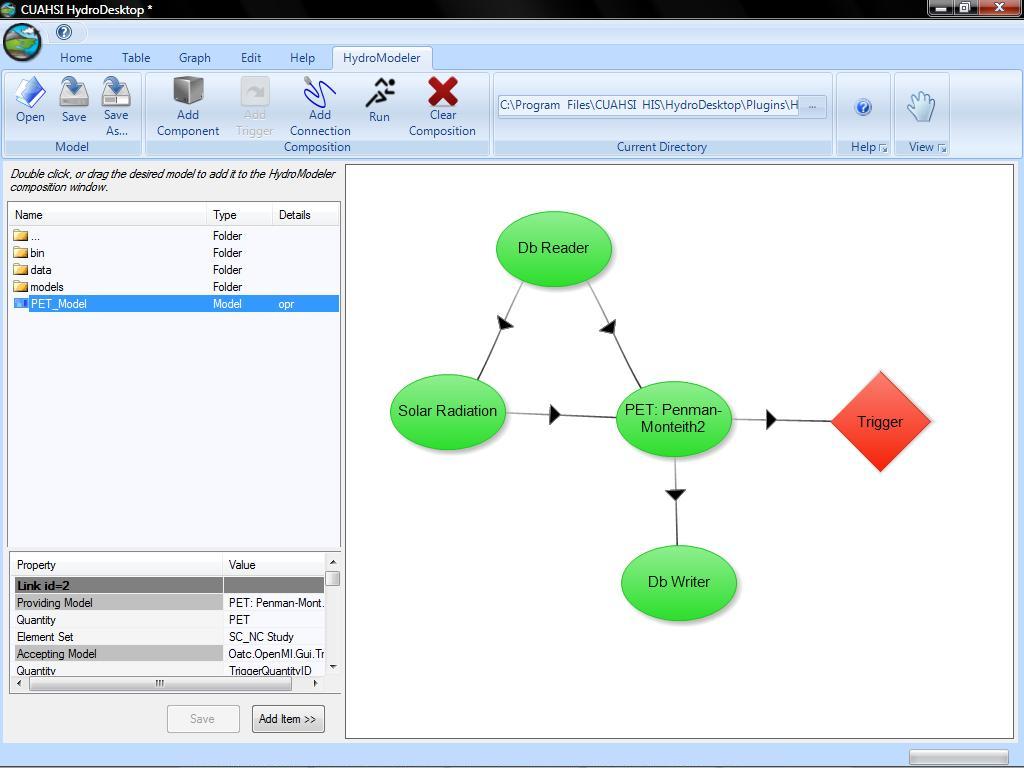 CUAHSI HydroDesktop *
Home Table Graph Edit Help HydroModeler
Open Save Save As...
Model
Add Component Add Trigger Add Connection Run Clear Composition
Composition
C:\Program Files\CUAHSI HIS\HydroDesktop\Plugins\H ...
Current Directory
Help
View
Double click, or drag the desired model to add it to the HydroModeler
composition window.
Name Type Details
... Folder
bin Folder
data Folder
models Folder
PET_Model Model opr
Db Reader
Solar Radiation
PET: Penman-
Monteith2
Trigger
Db Writer
Property Value
Link id=2
Providing Model PET: Penman-Mont.
Quantity PET
Element Set SC_NC Study
Accepting Model Oatc.OpenMI.Gui.Tr
Quantity TriggerQuantityID
Save Add Item >>